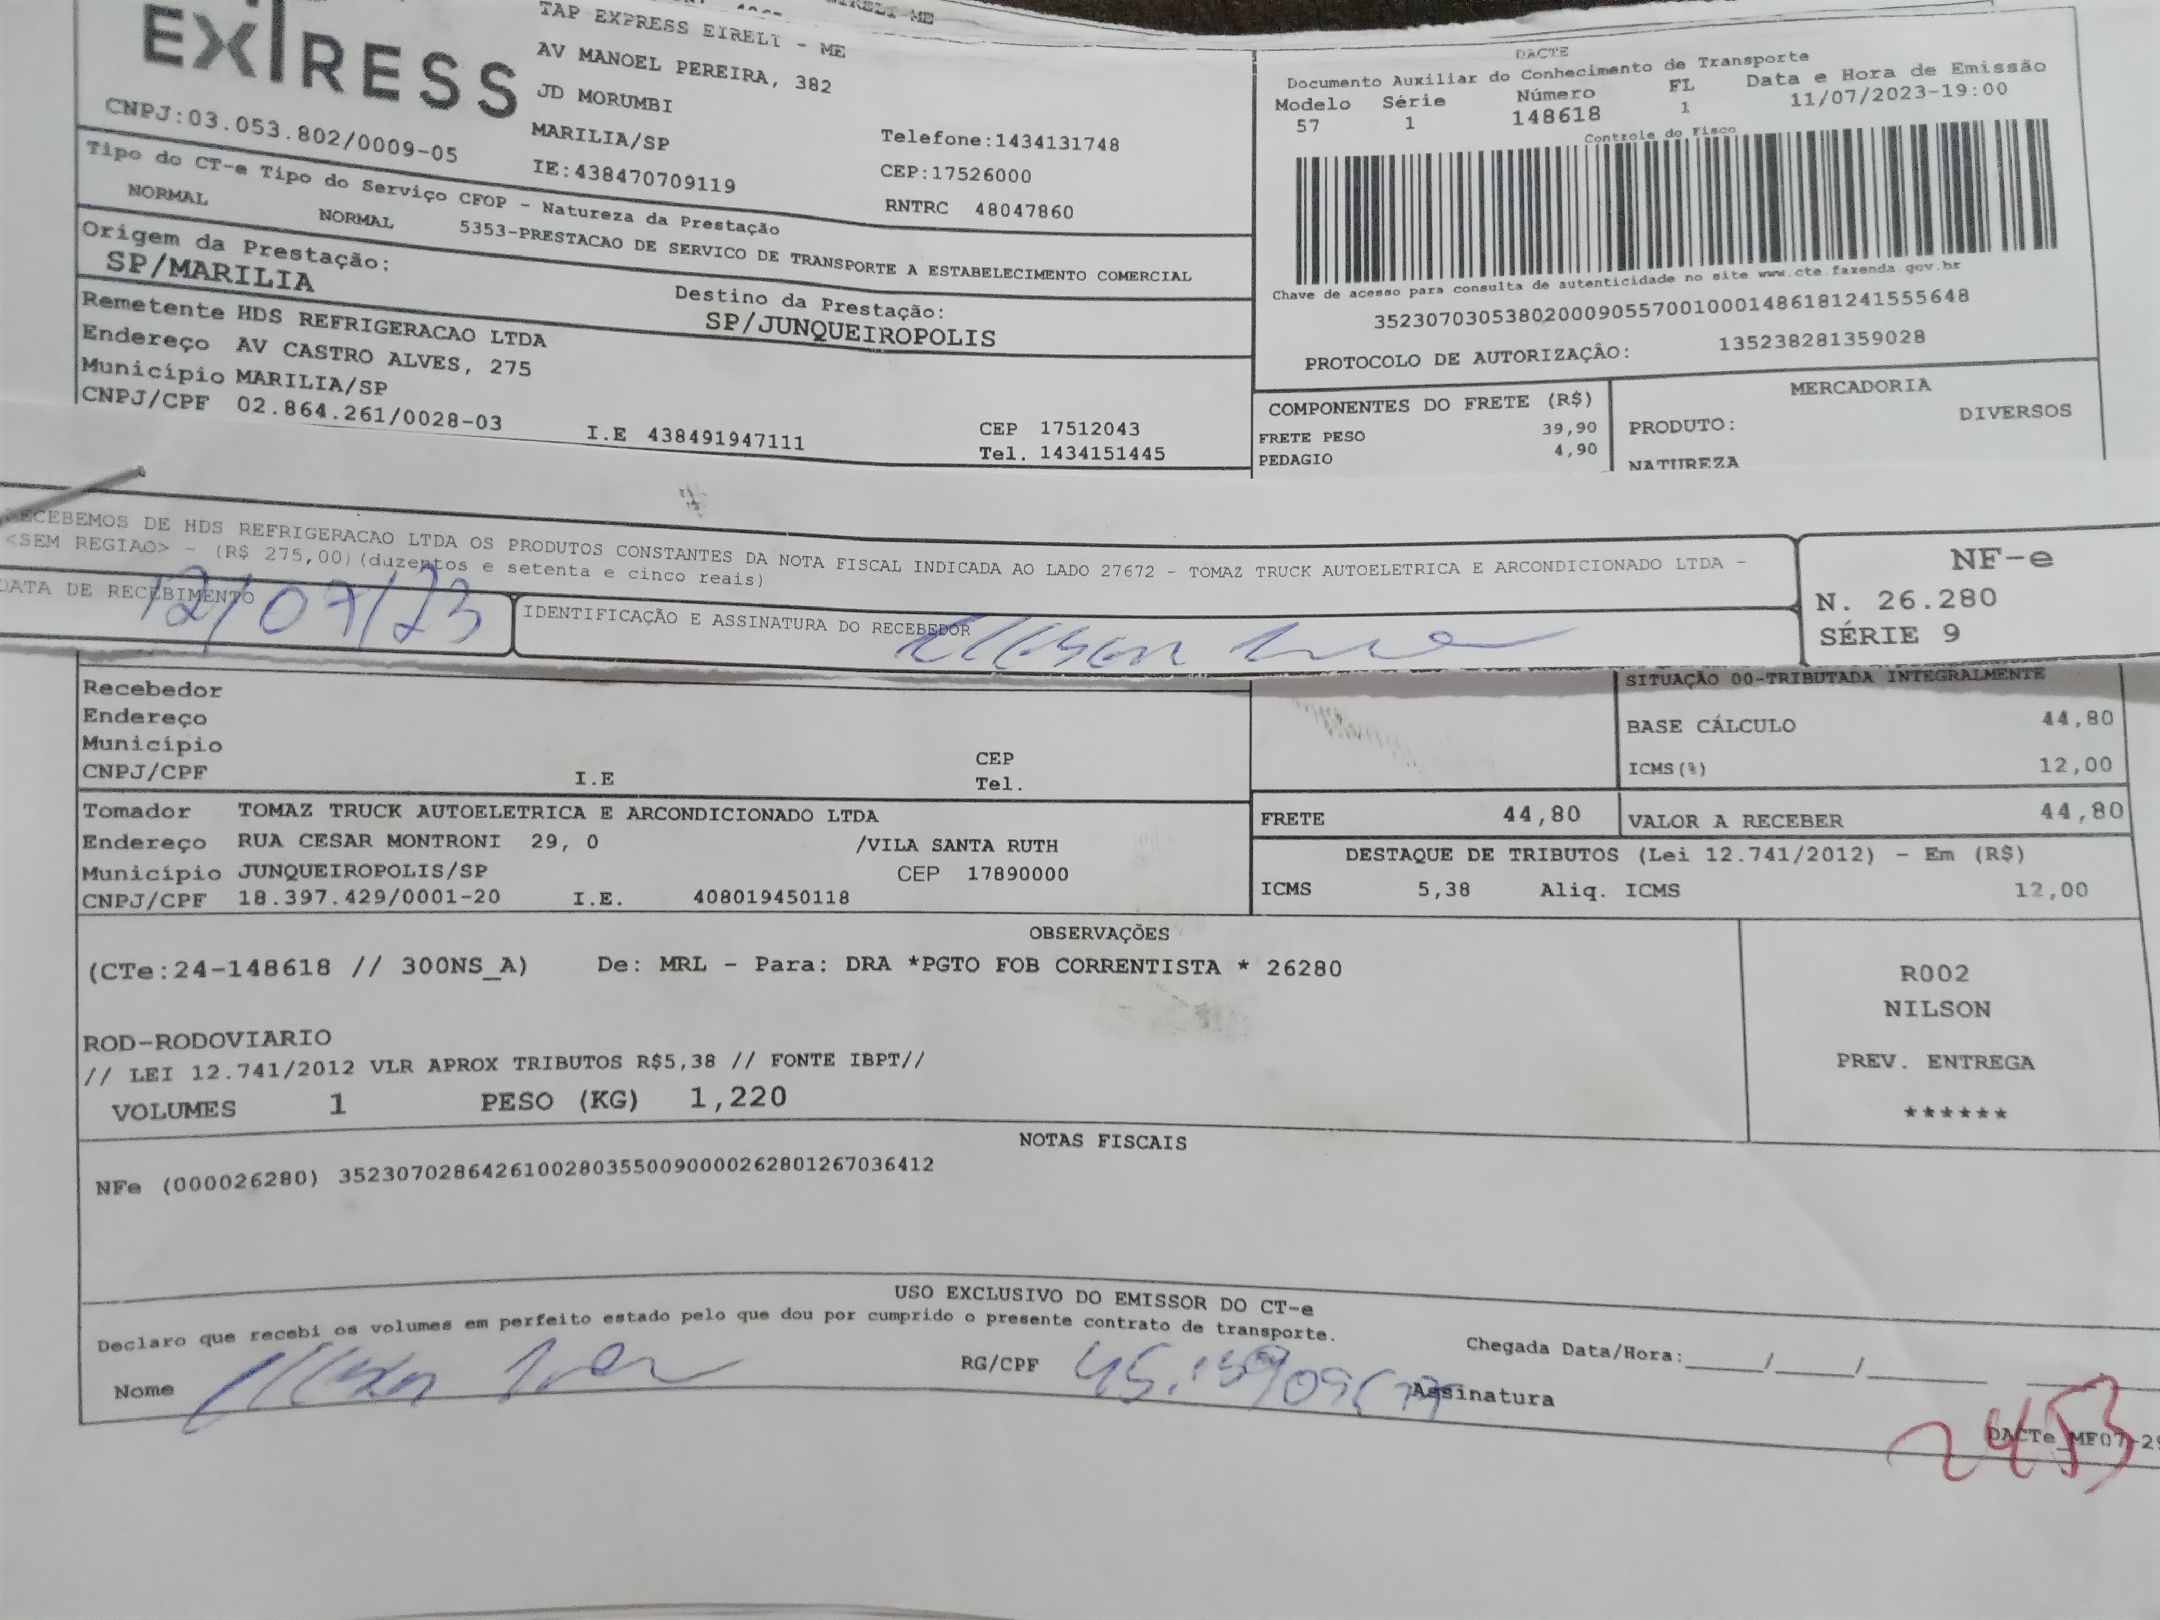 EXPRESS
CNPJ:03.053.802/0009-05
TAP EXPRESS EIRELI - ME
AV MANOEL PEREIRA, 382
JD MORUMBI
MARILIA/SP
IE:438470709119
Telefone:1434131748
CEP:17526000
RNTRC 48047860
DACTE
Documento Auxiliar do Conhecimento de Transporte
Modelo Série Número FL Data e Hora de Emissão
57 1 148618 1 11/07/2023-19:00
Controle do Fisco
Chave de acesso para consulta de autenticidade no site www.cte.fazenda.gov.br
35230703053802000905570010001486181241555648
PROTOCOLO DE AUTORIZAÇÃO: 135238281359028
Tipo do CT-e Tipo do Serviço CFOP - Natureza da Prestação
NORMAL NORMAL 5353-PRESTACAO DE SERVICO DE TRANSPORTE A ESTABELECIMENTO COMERCIAL
Origem da Prestação: Destino da Prestação:
SP/MARILIA SP/JUNQUEIROPOLIS
Remetente HDS REFRIGERACAO LTDA
Endereço AV CASTRO ALVES, 275
Município MARILIA/SP CEP 17512043
CNPJ/CPF 02.864.261/0028-03 I.E 438491947111 Tel. 1434151445
COMPONENTES DO FRETE (R$)
FRETE PESO 39,90
PEDAGIO 4,90
MERCADORIA
PRODUTO: DIVERSOS
NATUREZA
RECEBEMOS DE HDS REFRIGERACAO LTDA OS PRODUTOS CONSTANTES DA NOTA FISCAL INDICADA AO LADO 27672 - TOMAZ TRUCK AUTOELETRICA E ARCONDICIONADO LTDA -
<SEM REGIAO> - (R$ 275,00)(duzentos e setenta e cinco reais)
DATA DE RECEBIMENTO
12/07/23
IDENTIFICAÇÃO E ASSINATURA DO RECEBEDOR
NF-e
N. 26.280
SÉRIE 9
Recebedor
Endereço
Município CEP
CNPJ/CPF I.E Tel.
SITUAÇÃO 00-TRIBUTADA INTEGRALMENTE
BASE CÁLCULO 44,80
ICMS(%) 12,00
Tomador TOMAZ TRUCK AUTOELETRICA E ARCONDICIONADO LTDA
Endereço RUA CESAR MONTRONI 29, 0 /VILA SANTA RUTH
Município JUNQUEIROPOLIS/SP CEP 17890000
CNPJ/CPF 18.397.429/0001-20 I.E. 408019450118
FRETE 44,80 VALOR A RECEBER 44,80
DESTAQUE DE TRIBUTOS (Lei 12.741/2012) - Em (R$)
ICMS 5,38 Aliq. ICMS 12,00
OBSERVAÇÕES
(CTe:24-148618 // 300NS_A) De: MRL - Para: DRA *PGTO FOB CORRENTISTA * 26280
ROD-RODOVIARIO
// LEI 12.741/2012 VLR APROX TRIBUTOS R$5,38 // FONTE IBPT//
VOLUMES 1 PESO (KG) 1,220
R002
NILSON
PREV. ENTREGA
******
NOTAS FISCAIS
NFe (000026280) 35230702864261002803550090000262801267036412
USO EXCLUSIVO DO EMISSOR DO CT-e
Declaro que recebi os volumes em perfeito estado pelo que dou por cumprido o presente contrato de transporte.
Nome RG/CPF Assinatura
Chegada Data/Hora:_____/_____/_______
2453
DACTe_MF07-29